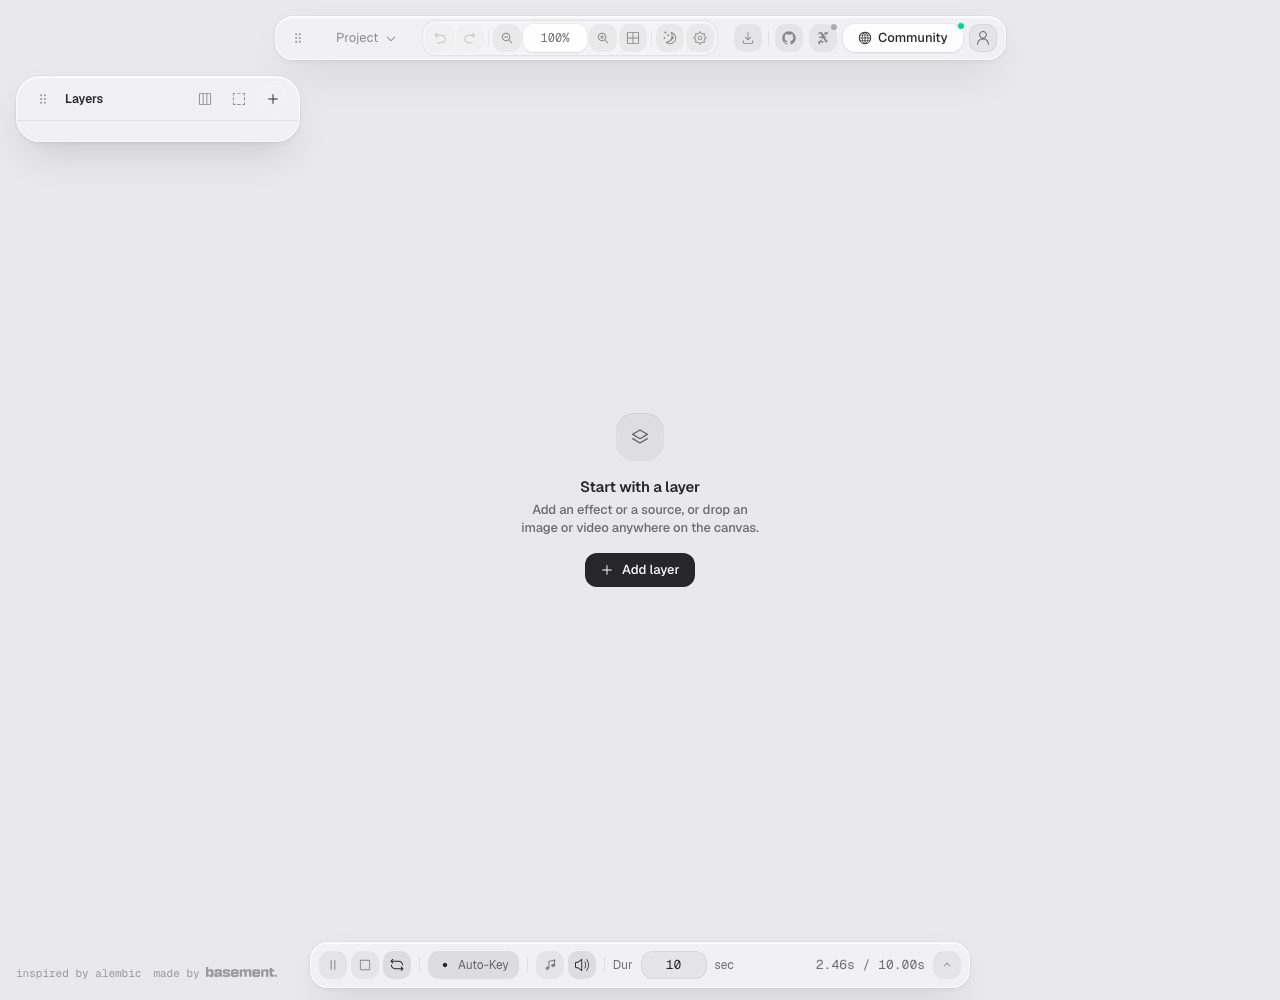 Project
100%
Community
Layers
Start with a layer
Add an effect or a source, or drop an
image or video anywhere on the canvas.
Add layer
inspired by alembic made by basement.
Auto-Key
Dur
10
sec
2.46s / 10.00s